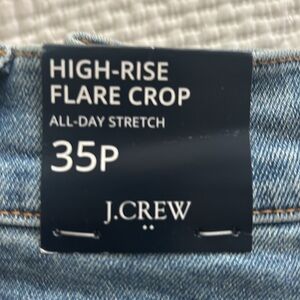 HIGH-RISE
FLARE CROP
ALL-DAY STRETCH
35P
J.CREW